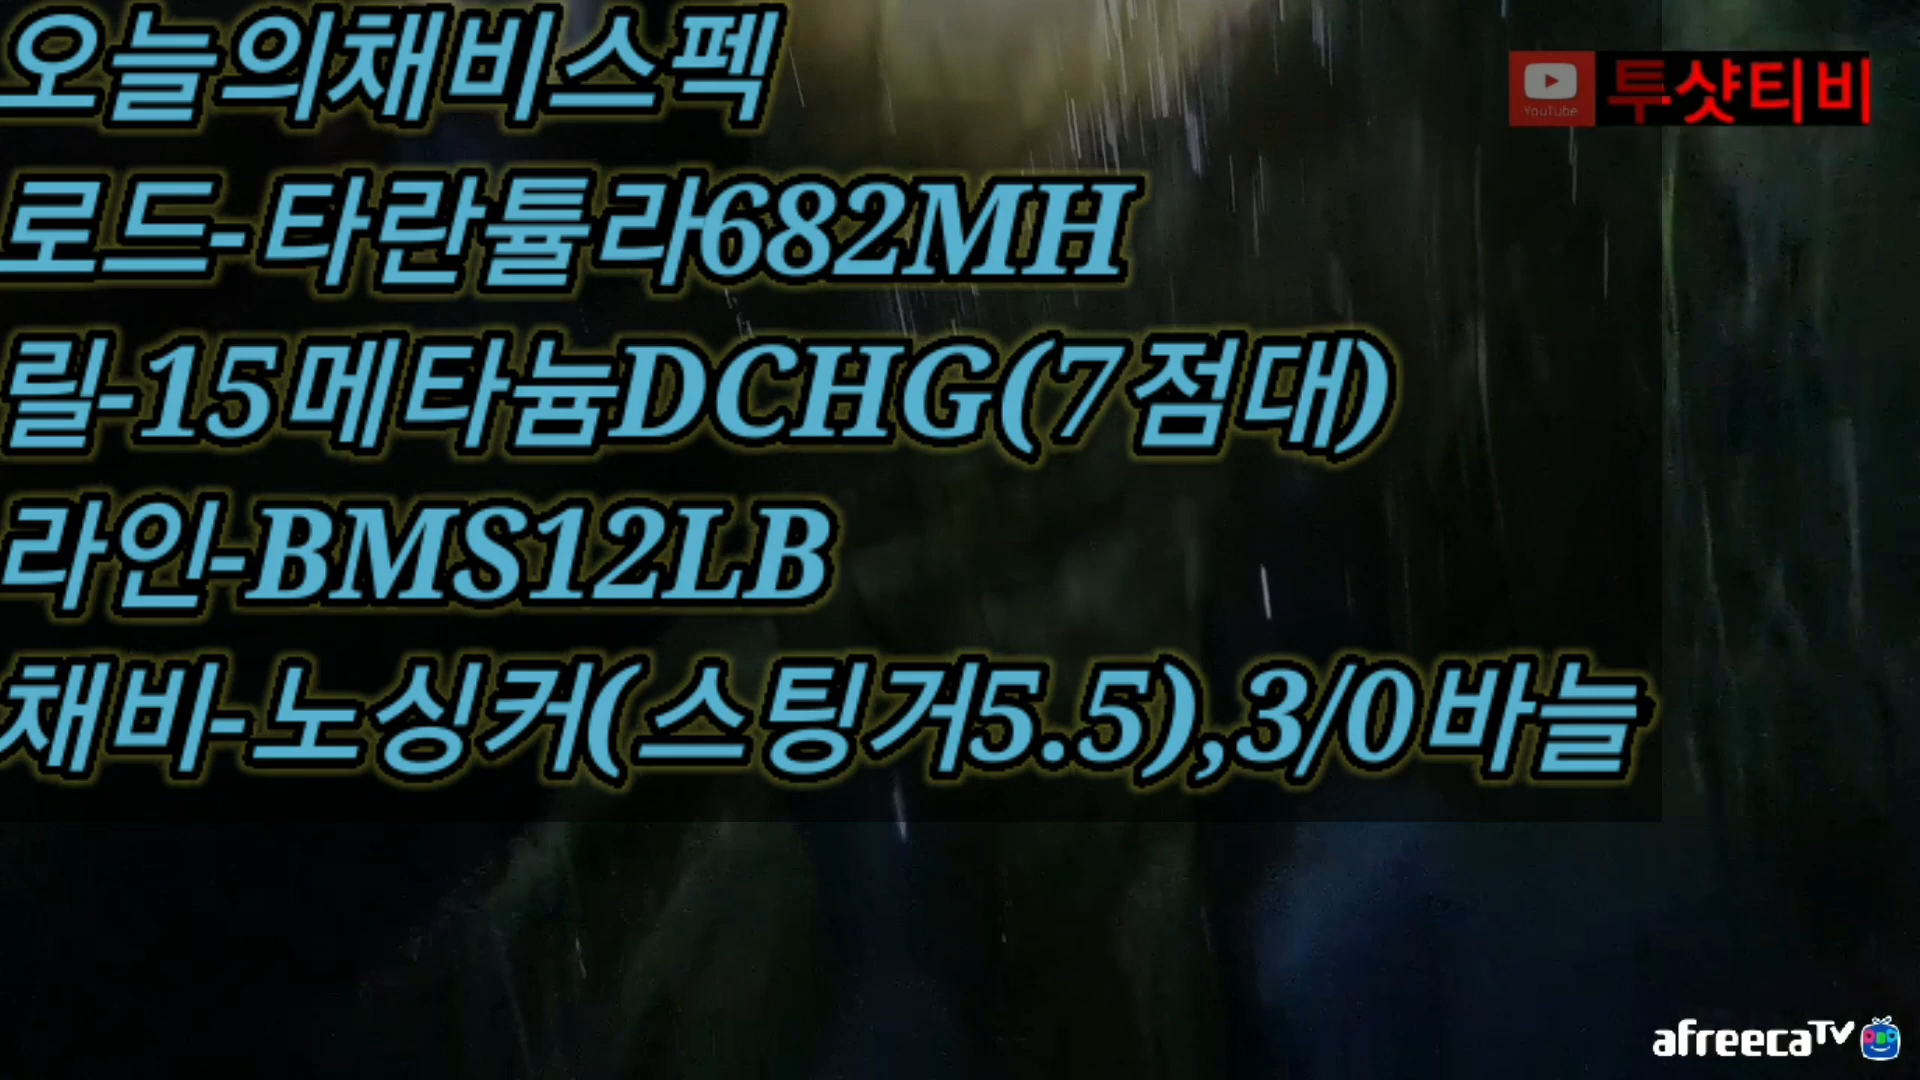 오늘의채비스펙
YouTube 투샷티비
로드-타란튤라682MH
릴-15메타늄DCHG(7점대)
라인-BMS12LB
채비-노싱커(스팅거5.5),3/0바늘
afreecaTV